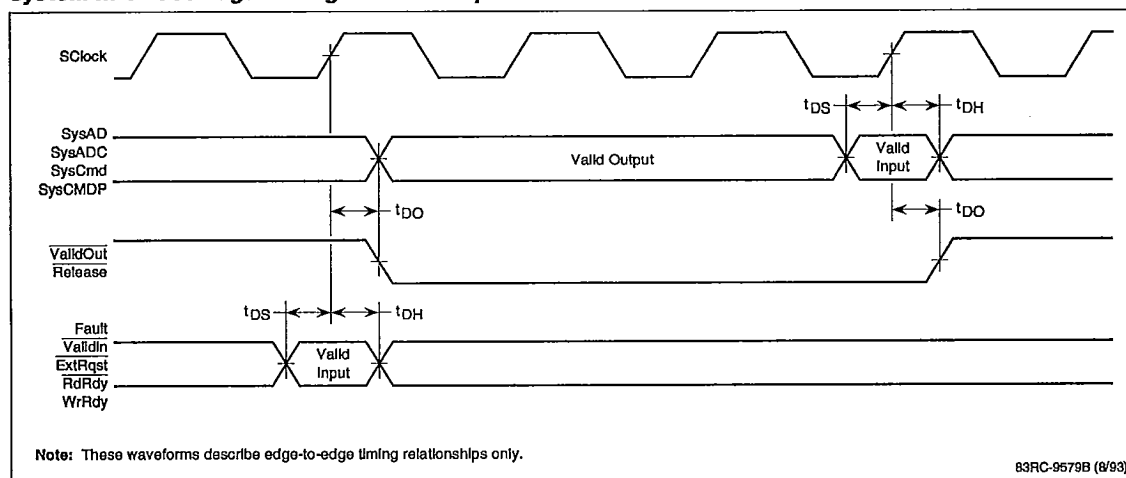 SClock
tDS
tDH
SysAD
SysADC
SysCmd
SysCMDP
Valid Output
Valid
Input
tDO
tDO
ValidOut
Release
tDS
tDH
Fault
ValidIn
ExtRqst
RdRdy
WrRdy
Valid
Input
Note: These waveforms describe edge-to-edge timing relationships only.
83RC-9579B (8/93)